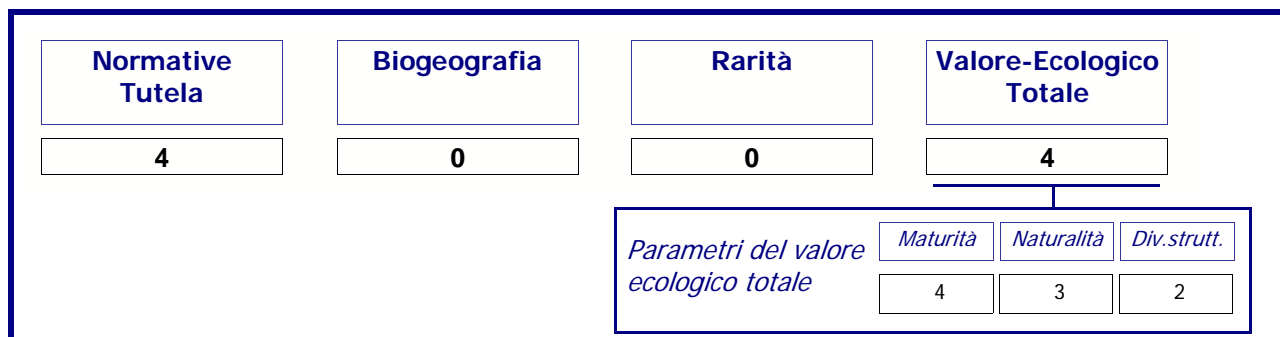 Normative Tutela
Biogeografia
Rarità
Valore-Ecologico Totale
4
0
0
4
Parametri del valore ecologico totale
Maturità
Naturalità
Div.strutt.
4
3
2